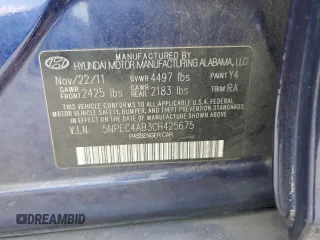 MANUFACTURED BY
HYUNDAI MOTOR MANUFACTURING ALABAMA, LLC
Nov/22/11 GVWR 4497 lbs PAINT Y4
GAWR FRONT 2425 lbs GAWR REAR 2183 lbs TRIM RA
THIS VEHICLE CONFORMS TO ALL APPLICABLE FEDERAL MOTOR
VEHICLE SAFETY, BUMPER, AND THEFT PREVENTION STANDARDS
IN EFFECT ON THE DATE OF MANUFACTURE SHOWN ABOVE.
V.I.N. 5NPEC4AB3CH425675
PASSENGER CAR